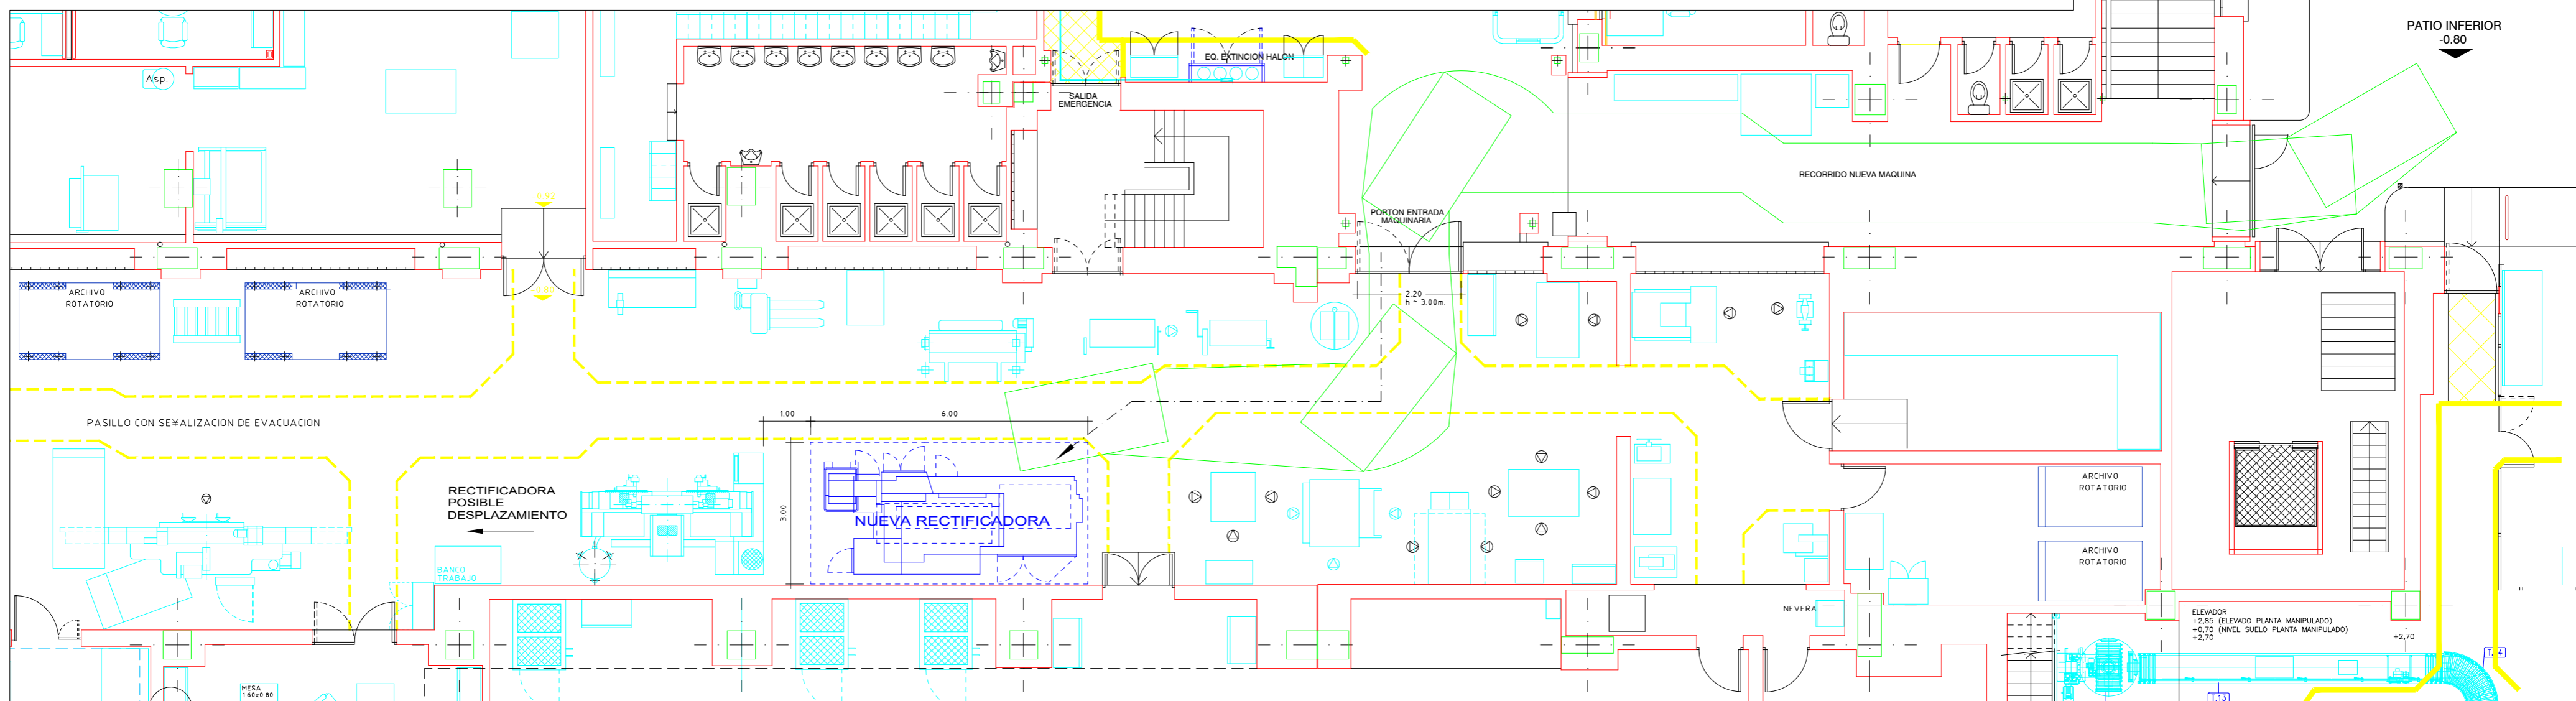 PATIO INFERIOR
-0.80
Asp.
EQ. EXTINCION HALON
SALIDA
EMERGENCIA
RECORRIDO NUEVA MAQUINA
-0.92
PORTON ENTRADA
MAQUINARIA
ARCHIVO
ROTATORIO
ARCHIVO
ROTATORIO
2.20
h ~ 3.00m.
PASILLO CON SE¥ALIZACION DE EVACUACION
1.00
6.00
RECTIFICADORA
POSIBLE
DESPLAZAMIENTO
3.00
NUEVA RECTIFICADORA
ARCHIVO
ROTATORIO
ARCHIVO
ROTATORIO
BANCO
TRABAJO
NEVERA
ELEVADOR
+2,85 (ELEVADO PLANTA MANIPULADO)
+0,70 (NIVEL SUELO PLANTA MANIPULADO)
+2,70
+2,70
MESA
1.60x0.80
T.13